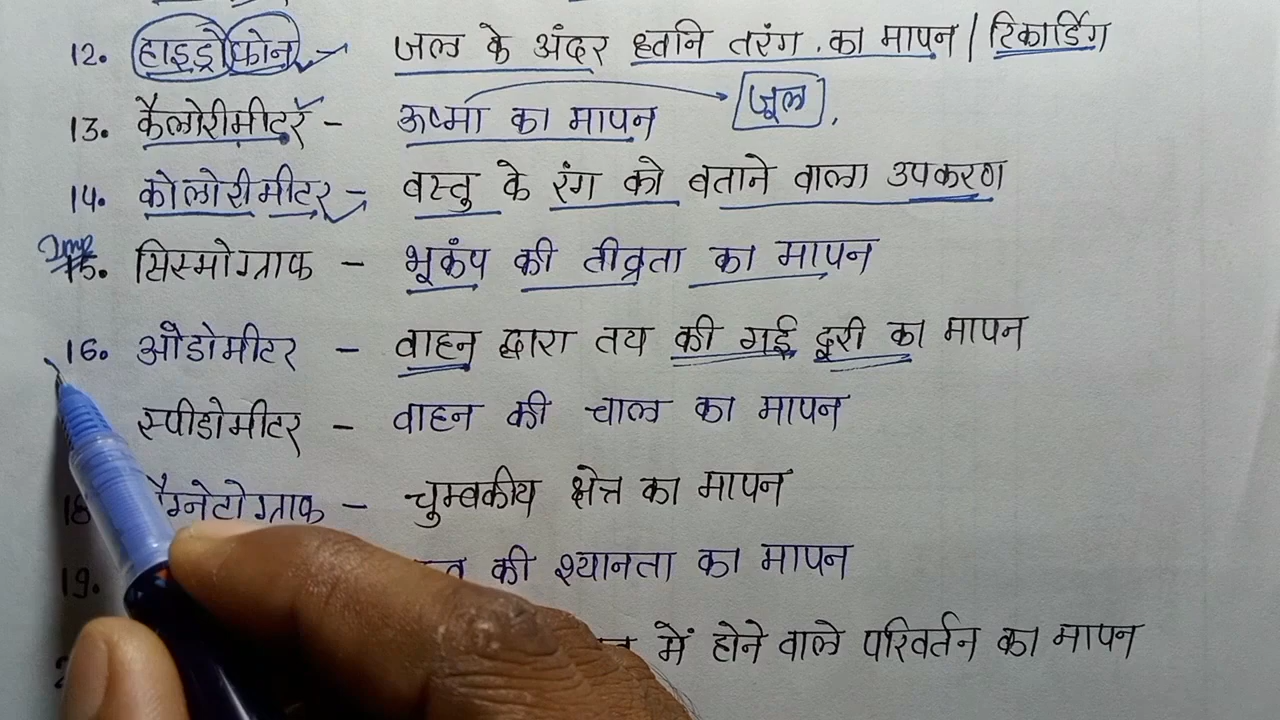 12. हाइड्रोफोन - जल के अंदर ध्वनि तरंग का मापन | रिकार्डिंग
13. कैलोरीमीटर - ऊष्मा का मापन → जूल
14. कोलोरीमीटर - वस्तु के रंग को बताने वाला उपकरण
Imp 15. सिस्मोग्राफ - भूकंप की तीव्रता का मापन
16. ओडोमीटर - वाहन द्वारा तय की गई दूरी का मापन
स्पीडोमीटर - वाहन की चाल का मापन
18 मैग्नेटोग्राफ - चुम्बकीय क्षेत्र का मापन
19. की श्यानता का मापन
में होने वाले परिवर्तन का मापन